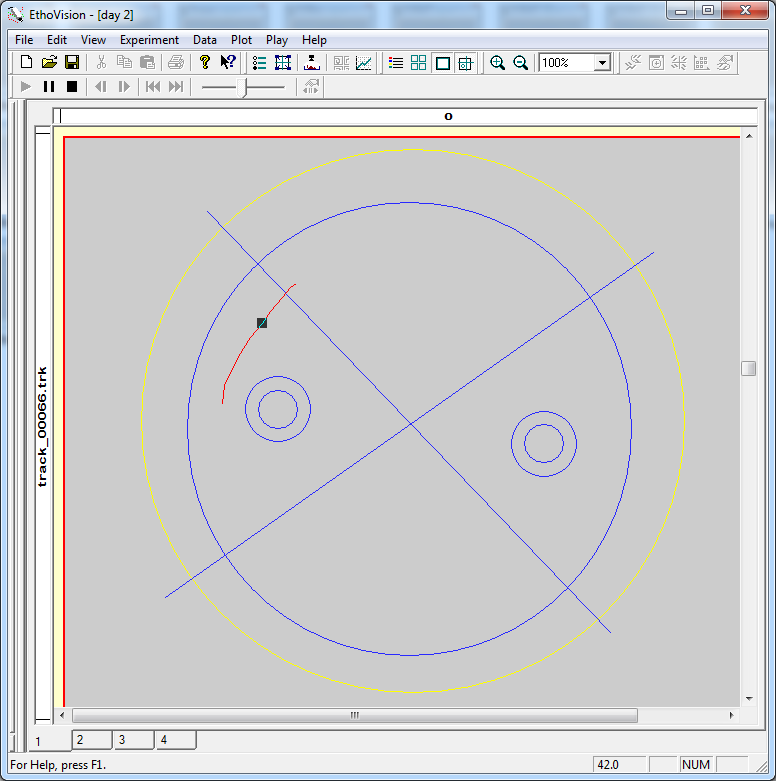 EthoVision - [day 2]
File Edit View Experiment Data Plot Play Help
100%
o
track_00066.trk
1 2 3 4
For Help, press F1. 42.0 NUM